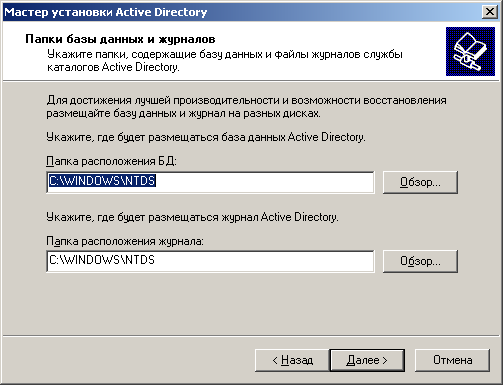 Мастер установки Active Directory
Папки базы данных и журналов
Укажите папки, содержащие базу данных и файлы журналов службы
каталогов Active Directory.
Для достижения лучшей производительности и возможности восстановления
размещайте базу данных и журнал на разных дисках.
Укажите, где будет размещаться база данных Active Directory.
Папка расположения БД:
C:\WINDOWS\NTDS
Обзор...
Укажите, где будет размещаться журнал Active Directory.
Папка расположения журнала:
C:\WINDOWS\NTDS
Обзор...
< Назад
Далее >
Отмена